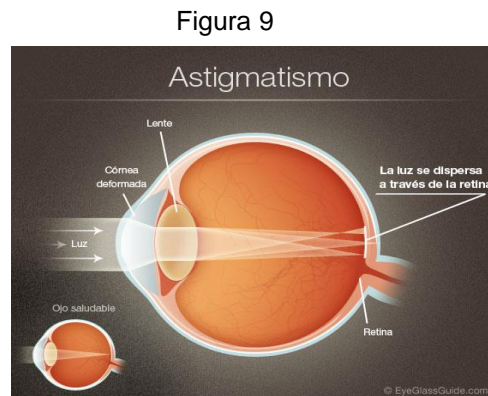 Figura 9
Astigmatismo
Lente
Córnea
deformada
La luz se dispersa
a través de la retina
Luz
Ojo saludable
Retina
© EyeGlassGuide.com